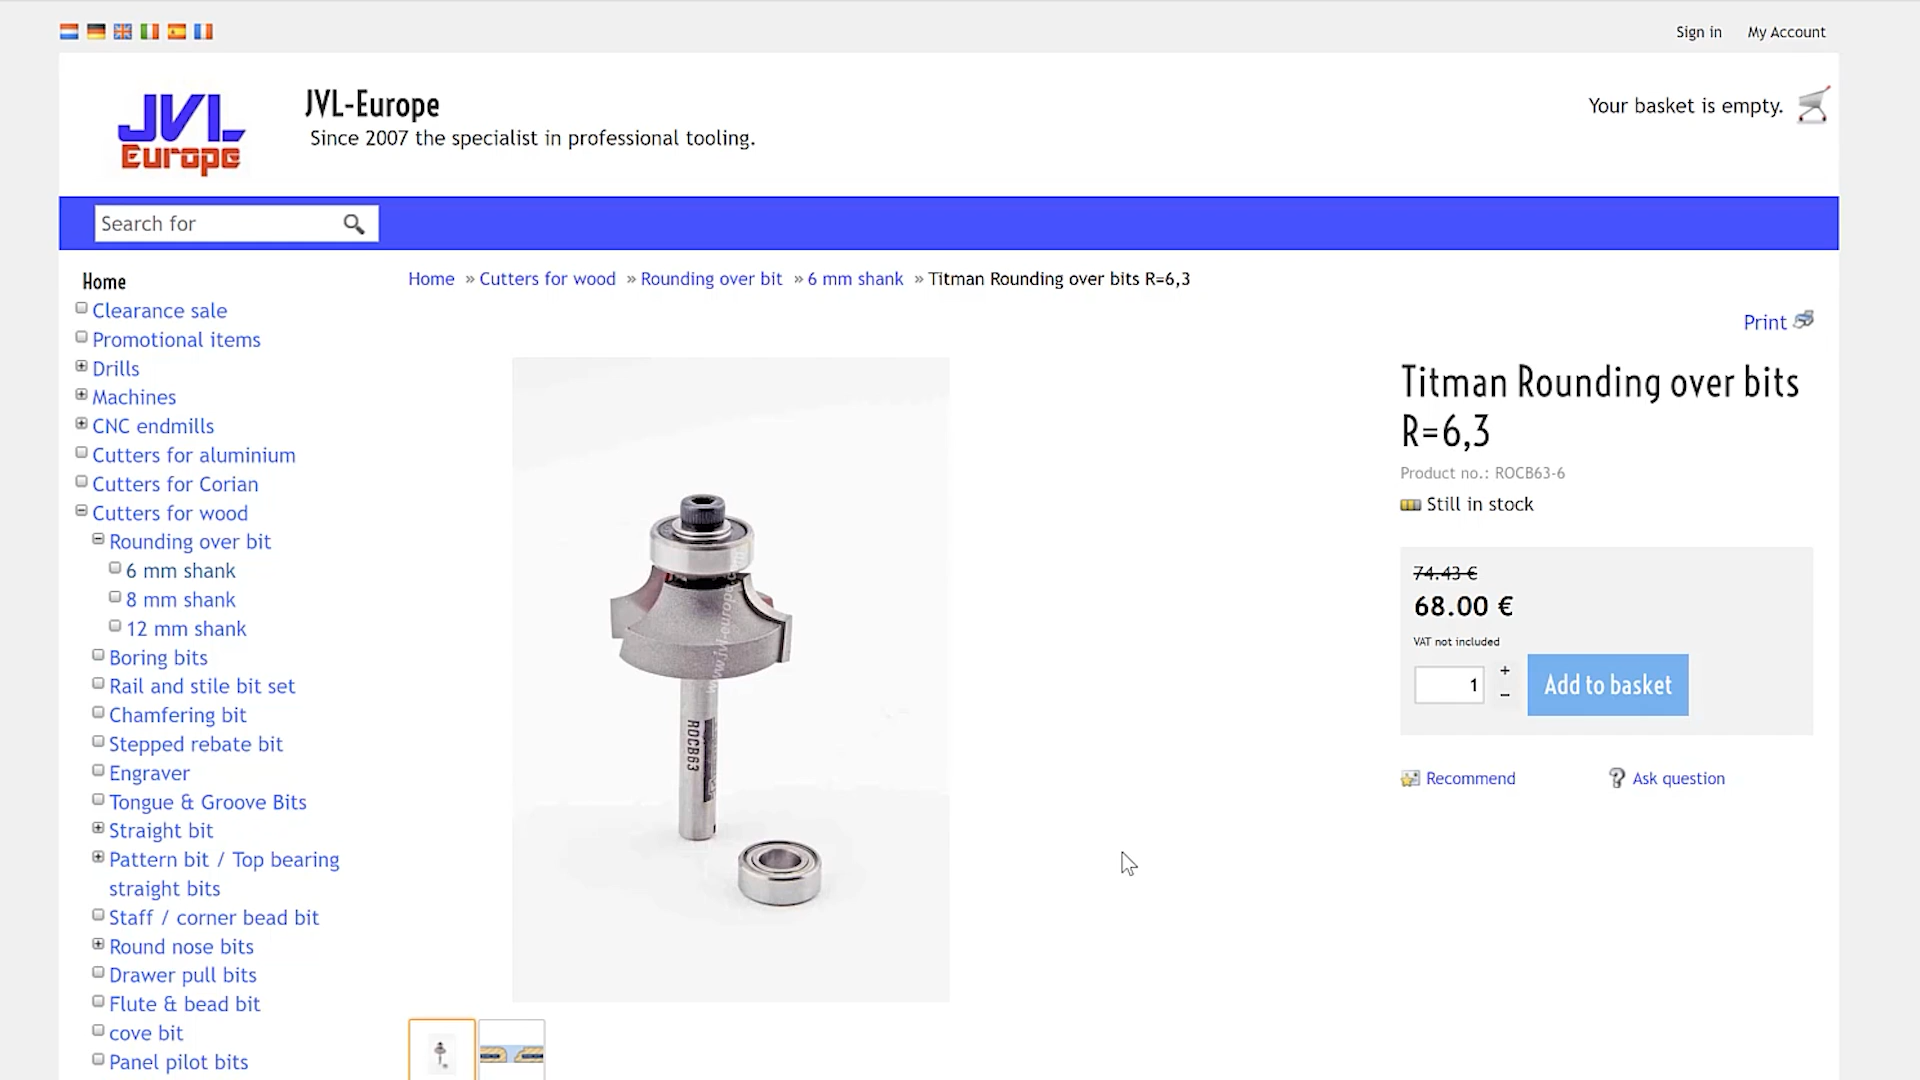 Sign in
My Account
JVL
Europe
JVL-Europe
Since 2007 the specialist in professional tooling.
Your basket is empty.
Search for
Home
Clearance sale
Promotional items
Drills
Machines
CNC endmills
Cutters for aluminium
Cutters for Corian
Cutters for wood
Rounding over bit
6 mm shank
8 mm shank
12 mm shank
Boring bits
Rail and stile bit set
Chamfering bit
Stepped rebate bit
Engraver
Tongue & Groove Bits
Straight bit
Pattern bit / Top bearing
straight bits
Staff / corner bead bit
Round nose bits
Drawer pull bits
Flute & bead bit
cove bit
Panel pilot bits
Home » Cutters for wood » Rounding over bit » 6 mm shank » Titman Rounding over bits R=6,3
Print
www.jvl-europe.com
ROCB63
Titman Rounding over bits
R=6,3
Product no.: ROCB63-6
Still in stock
74.43 €
68.00 €
VAT not included
1
+
-
Add to basket
Recommend
Ask question